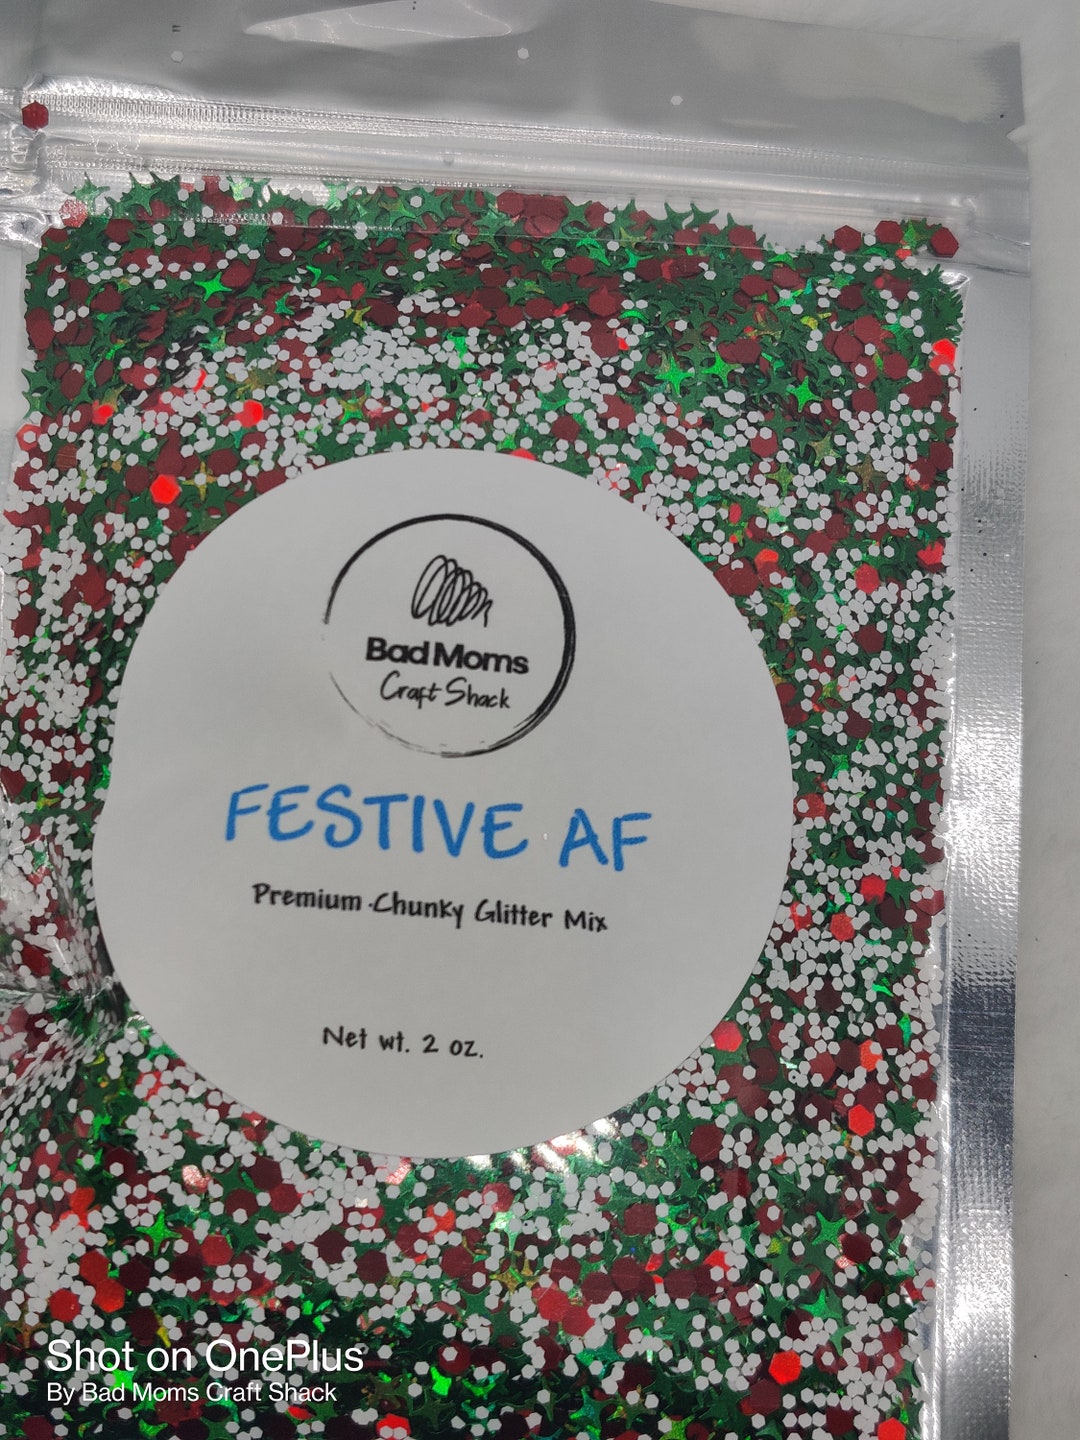 Bad Moms
Craft Shack
FESTIVE AF
Premium Chunky Glitter Mix
Net wt. 2 oz.
Shot on OnePlus
By Bad Moms Craft Shack